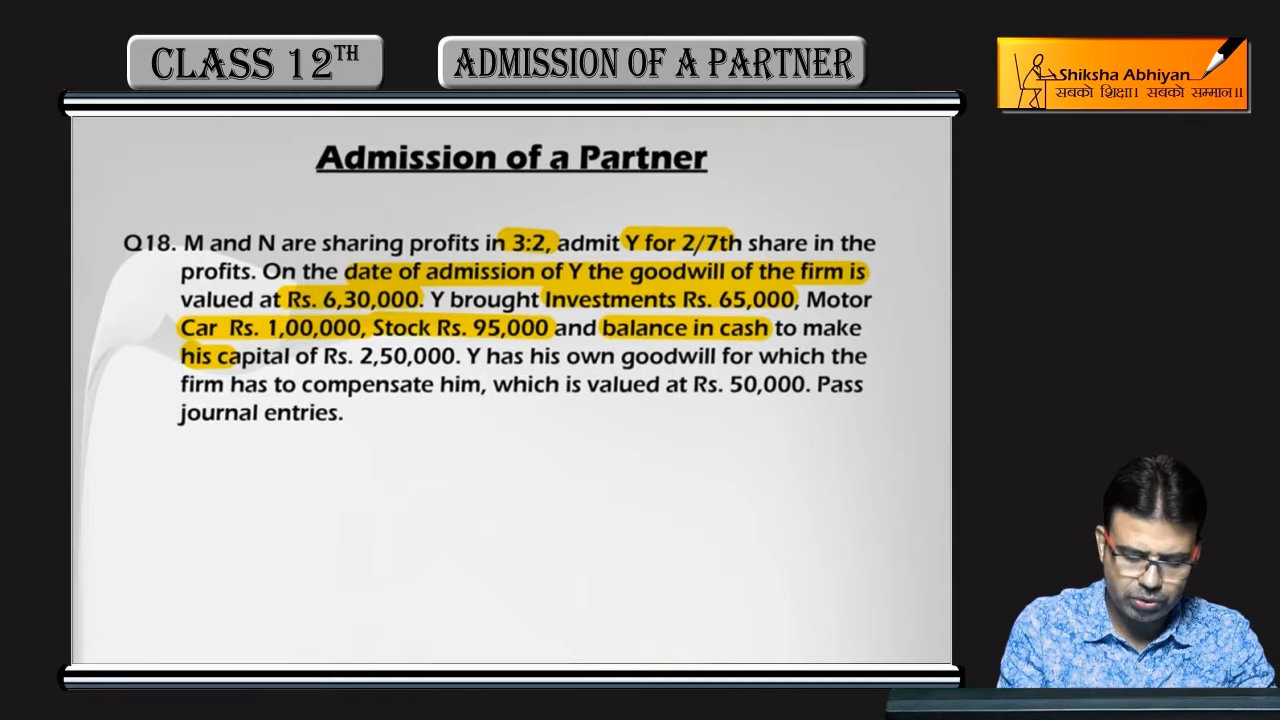 CLASS 12TH
ADMISSION OF A PARTNER
Shiksha Abhiyan
सबको शिक्षा। सबको सम्मान॥
Admission of a Partner
Q18. M and N are sharing profits in 3:2, admit Y for 2/7th share in the
profits. On the date of admission of Y the goodwill of the firm is
valued at Rs. 6,30,000. Y brought Investments Rs. 65,000, Motor
Car Rs. 1,00,000, Stock Rs. 95,000 and balance in cash to make
his capital of Rs. 2,50,000. Y has his own goodwill for which the
firm has to compensate him, which is valued at Rs. 50,000. Pass
journal entries.